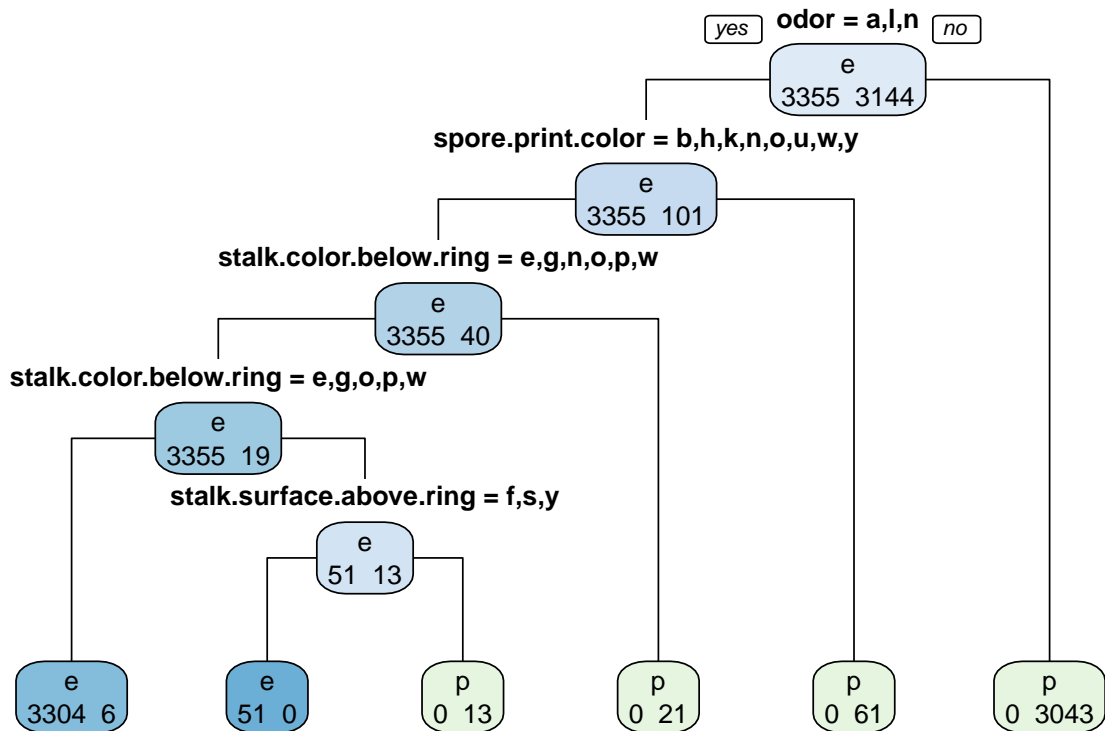 odor = a,l,n
yes no
e
3355 3144
spore.print.color = b,h,k,n,o,u,w,y
e
3355 101
stalk.color.below.ring = e,g,n,o,p,w
e
3355 40
stalk.color.below.ring = e,g,o,p,w
e
3355 19
stalk.surface.above.ring = f,s,y
e
51 13
e e p p p p
3304 6 51 0 0 13 0 21 0 61 0 3043